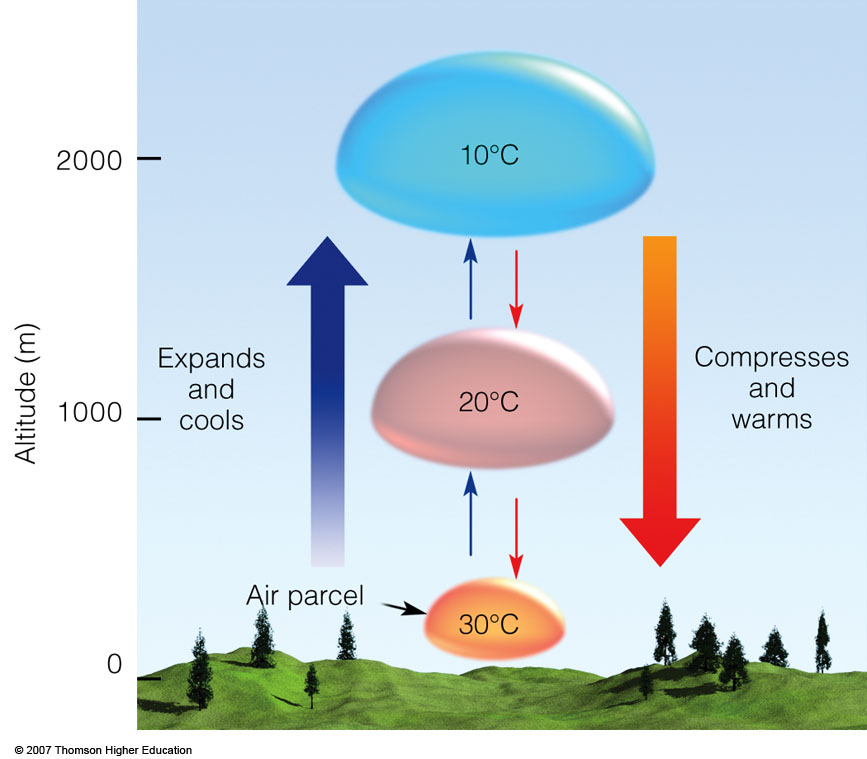 10°C
2000
Expands
and
cools
Compresses
and
warms
Altitude (m)
20°C
1000
Air parcel
30°C
0
© 2007 Thomson Higher Education